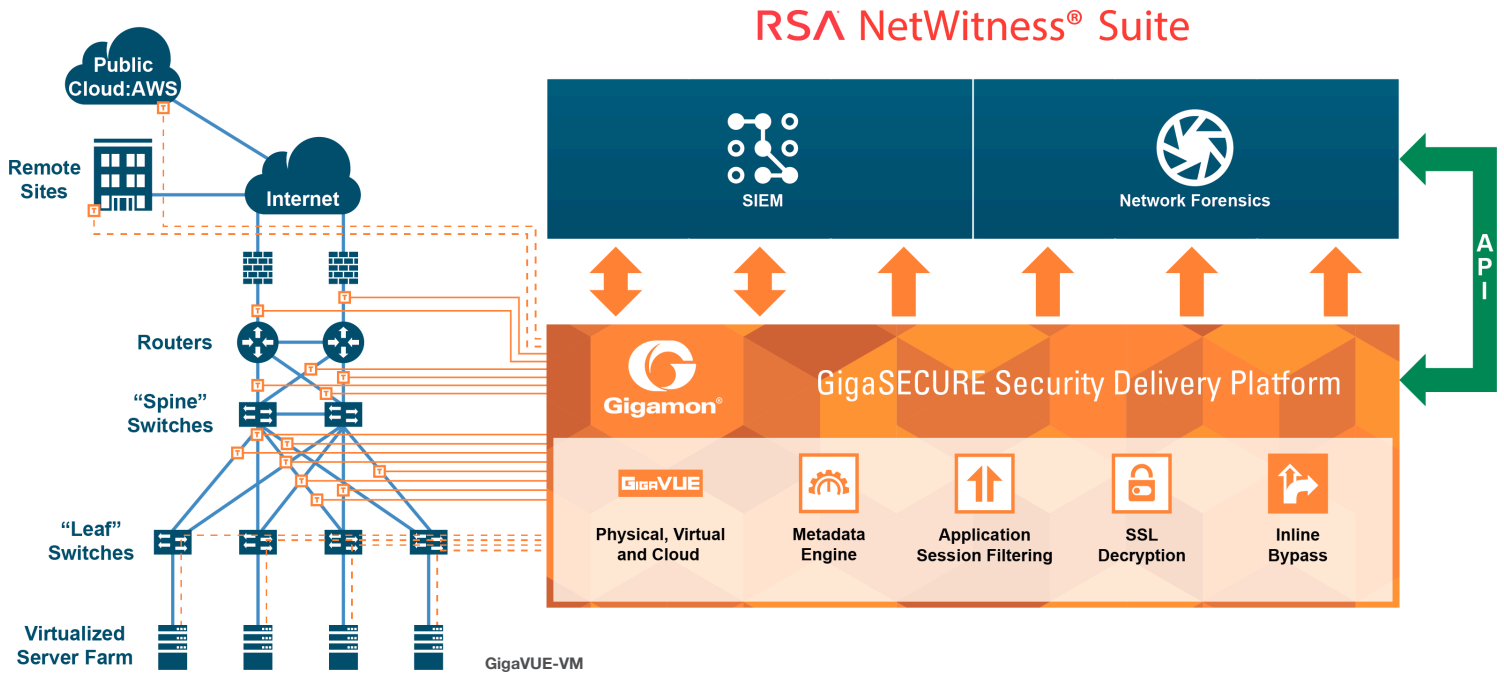 RSA NetWitness® Suite
Public
Cloud:AWS
Remote
Sites
Internet
SIEM
Network Forensics
API
T
T
T
T
Routers
T
T
T
T
"Spine"
Switches
T
T
T
T
T
T
T
T
"Leaf"
Switches
Virtualized
Server Farm
GigaVUE-VM
Gigamon®
GigaSECURE Security Delivery Platform
GIGAVUE
Physical, Virtual
and Cloud
Metadata
Engine
Application
Session Filtering
SSL
Decryption
Inline
Bypass